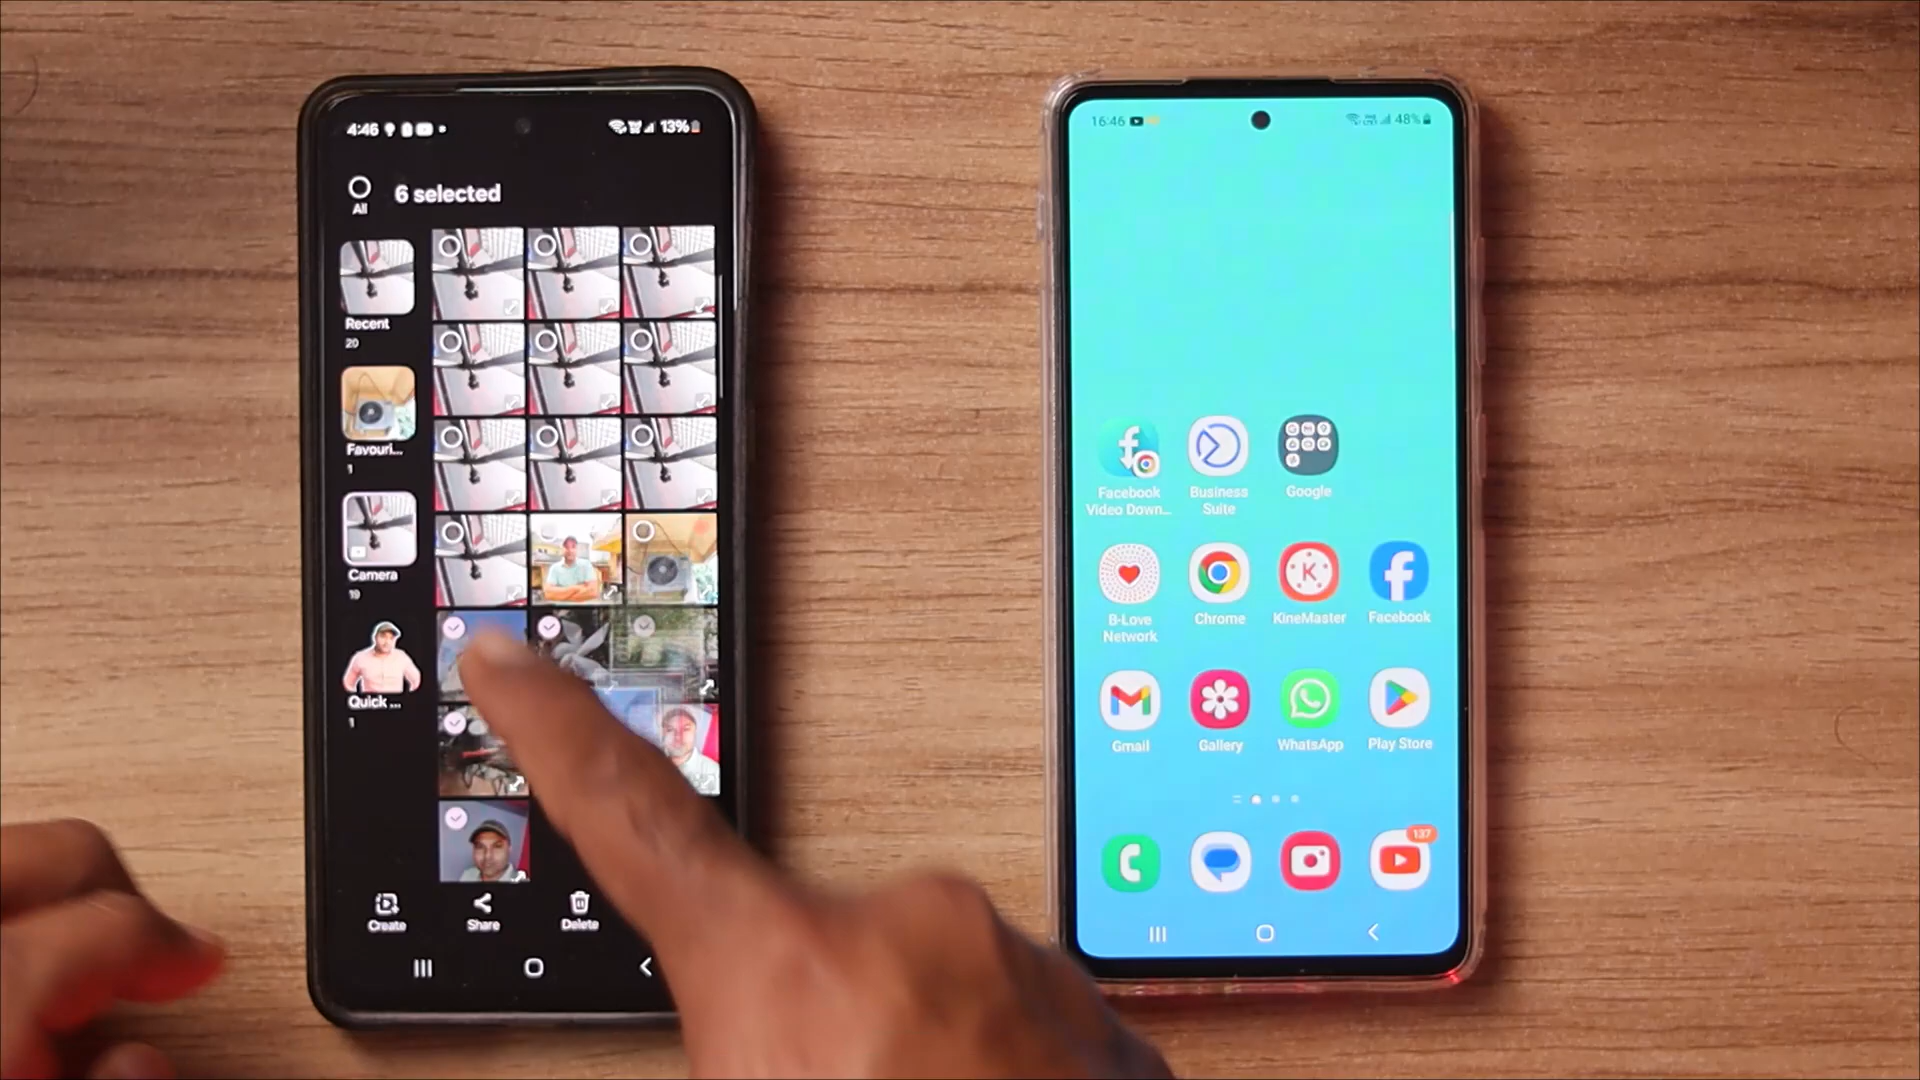 4:46
13%
All
6 selected
Recent
20
Favouri...
1
Camera
19
Quick ...
1
Create
Share
Delete
16:46
48%
Facebook
Video Down...
Business
Suite
Google
B-Love
Network
Chrome
KineMaster
Facebook
Gmail
Gallery
WhatsApp
Play Store
137